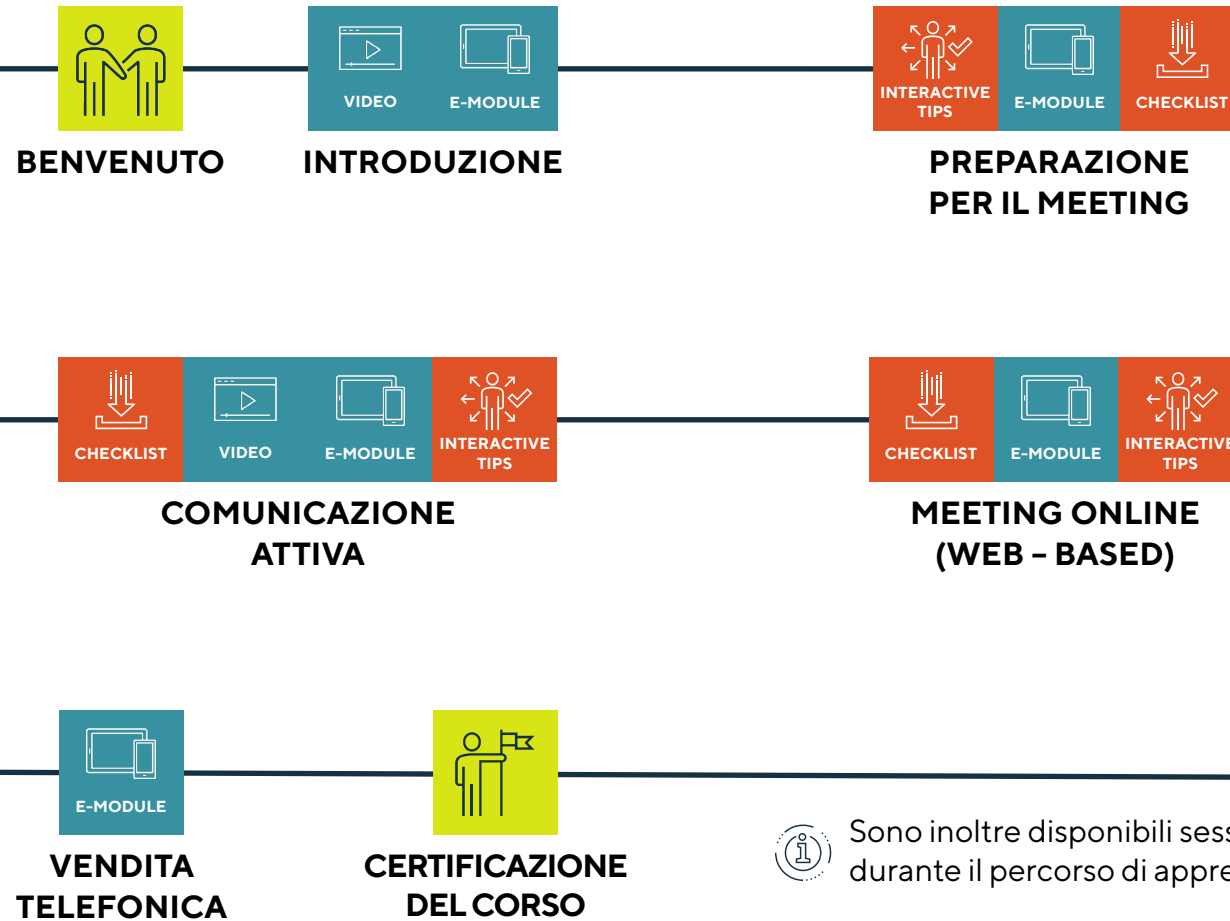 VIDEO
E-MODULE
INTERACTIVE
TIPS
E-MODULE
CHECKLIST
BENVENUTO
INTRODUZIONE
PREPARAZIONE
PER IL MEETING
CHECKLIST
VIDEO
E-MODULE
INTERACTIVE
TIPS
CHECKLIST
E-MODULE
INTERACTIVE
TIPS
COMUNICAZIONE
ATTIVA
MEETING ONLINE
(WEB – BASED)
E-MODULE
VENDITA
TELEFONICA
CERTIFICAZIONE
DEL CORSO
Sono inoltre disponibili
durante il percorso di